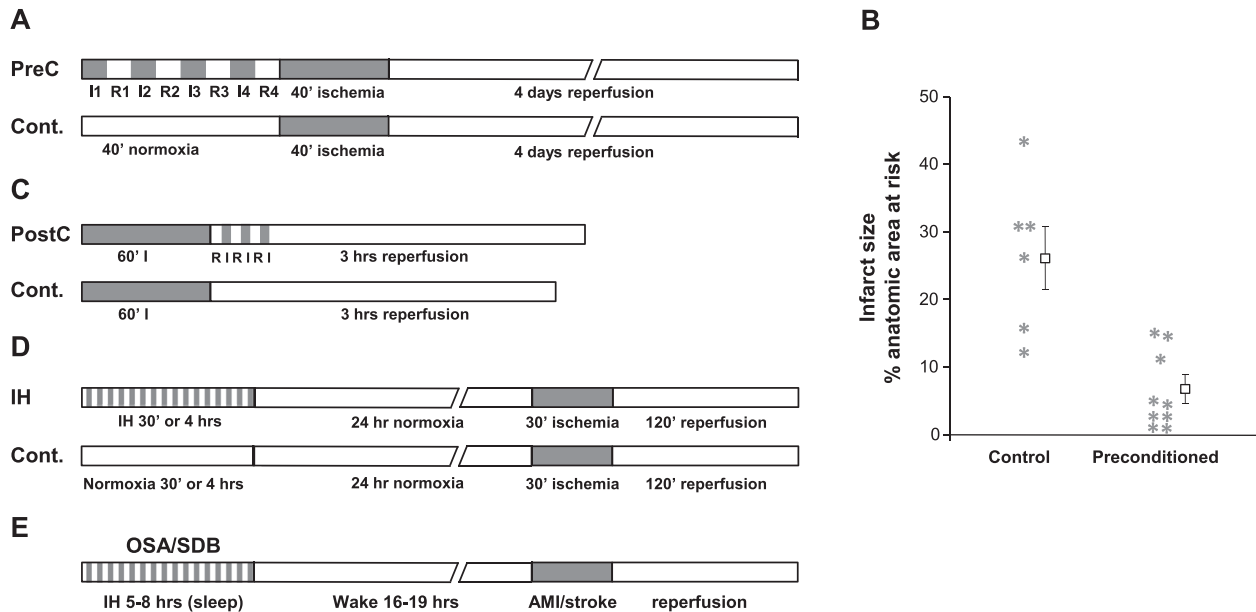 A
PreC
I1 R1 I2 R2 I3 R3 I4 R4 40' ischemia 4 days reperfusion
Cont.
40' normoxia 40' ischemia 4 days reperfusion
C
PostC
60' I R I R I R I 3 hrs reperfusion
Cont.
60' I 3 hrs reperfusion
D
IH
IH 30' or 4 hrs 24 hr normoxia 30' ischemia 120' reperfusion
Cont.
Normoxia 30' or 4 hrs 24 hr normoxia 30' ischemia 120' reperfusion
E
OSA/SDB
IH 5-8 hrs (sleep) Wake 16-19 hrs AMI/stroke reperfusion
B
Infarct size
% anatomic area at risk
50
40
30
20
10
0
Control Preconditioned